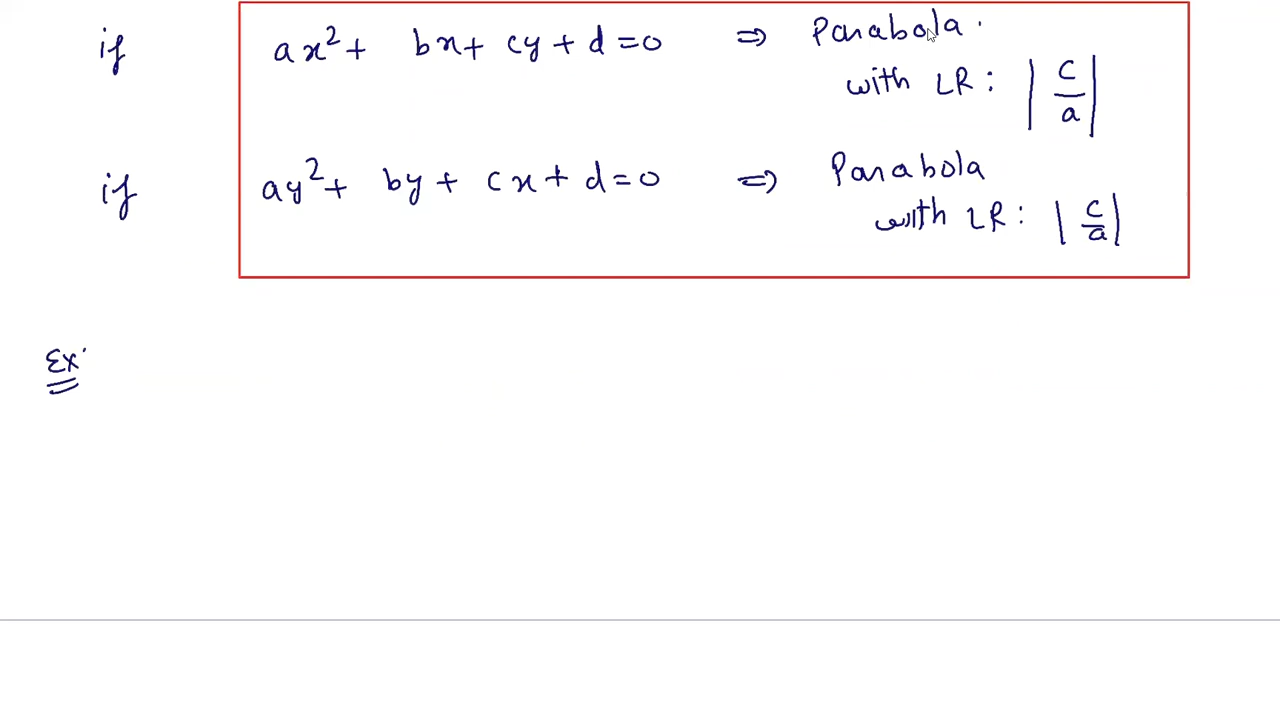 if ax² + bx + cy + d = 0 ⇒ Parabola.
with LR : |c/a|
if ay² + by + cx + d = 0 ⇒ Parabola
with LR : |c/a|
Ex.